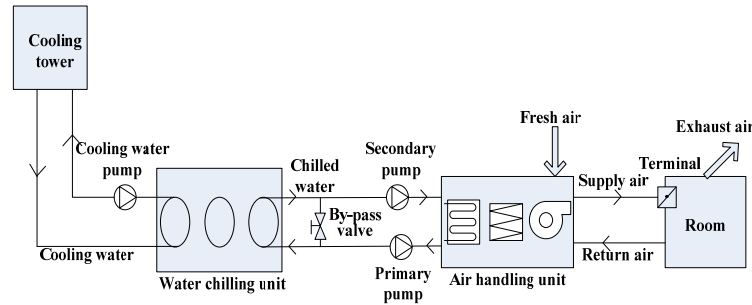 Cooling
tower
Cooling water
pump
Cooling water
Water chilling unit
Chilled
water
By-pass
valve
Secondary
pump
Primary
pump
Fresh air
Air handling unit
Supply air
Return air
Terminal
Exhaust air
Room